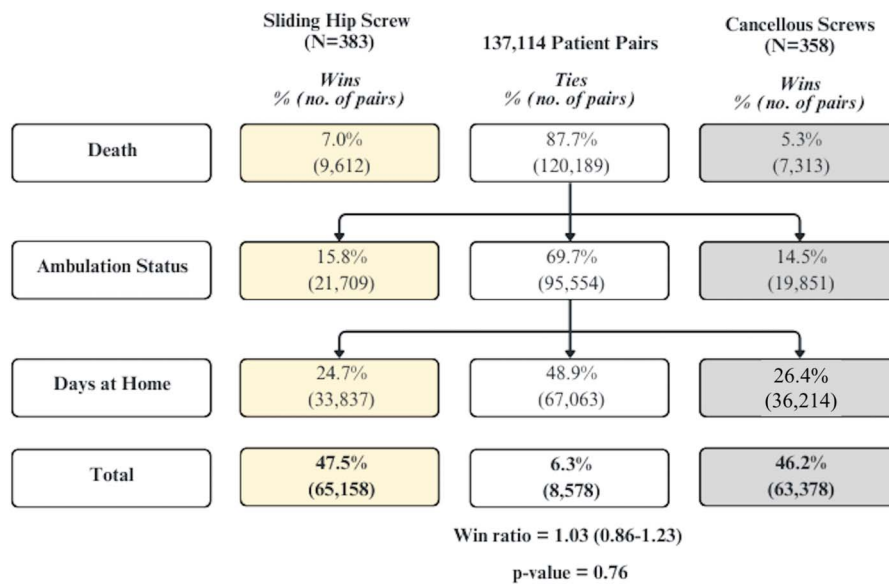 Sliding Hip Screw
(N=383)
137,114 Patient Pairs
Cancellous Screws
(N=358)
Wins
% (no. of pairs)
Ties
% (no. of pairs)
Wins
% (no. of pairs)
Death
7.0%
(9,612)
87.7%
(120,189)
5.3%
(7,313)
Ambulation Status
15.8%
(21,709)
69.7%
(95,554)
14.5%
(19,851)
Days at Home
24.7%
(33,837)
48.9%
(67,063)
26.4%
(36,214)
Total
47.5%
(65,158)
6.3%
(8,578)
46.2%
(63,378)
Win ratio = 1.03 (0.86-1.23)
p-value = 0.76